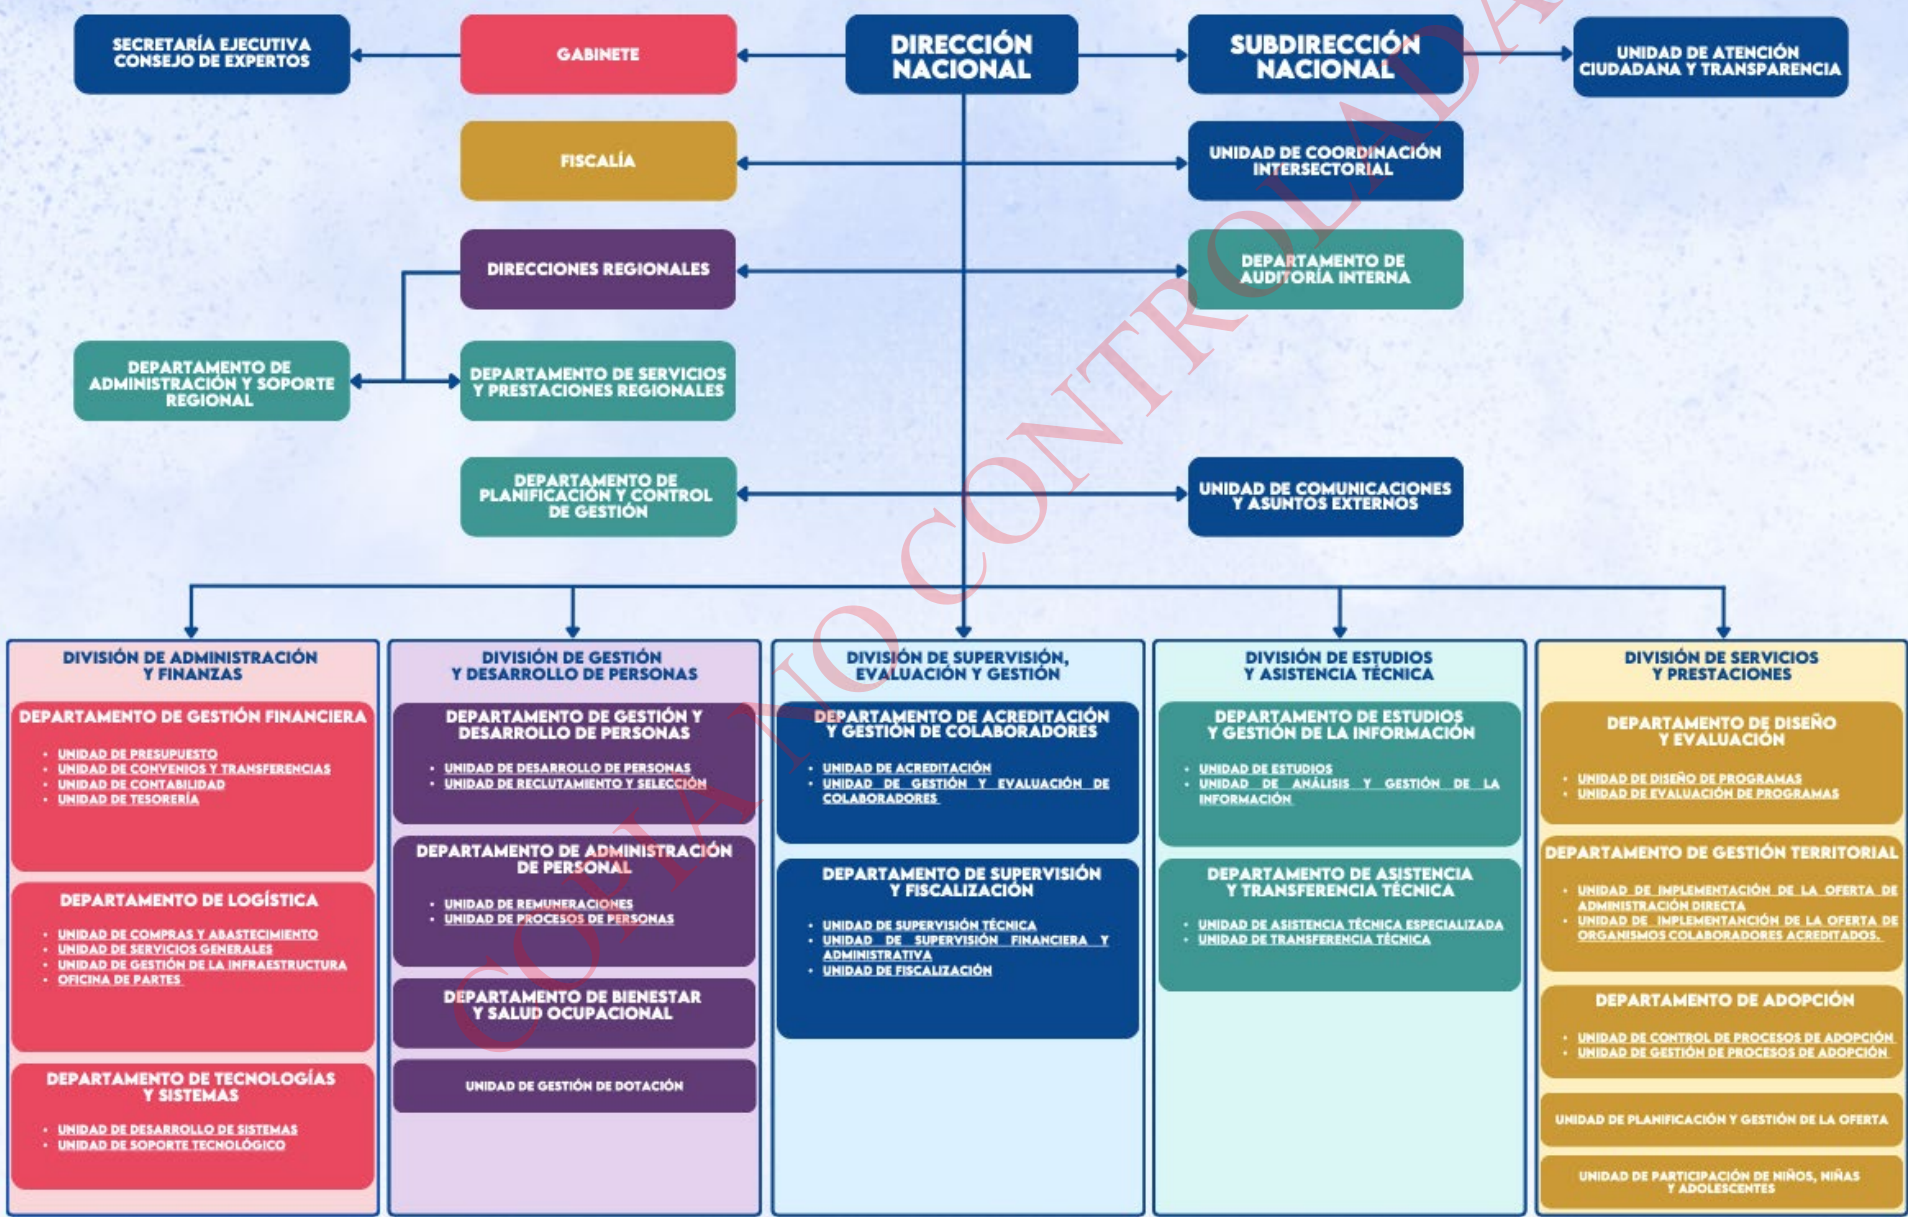 SECRETARÍA EJECUTIVA
CONSEJO DE EXPERTOS
GABINETE
DIRECCIÓN
NACIONAL
SUBDIRECCIÓN
NACIONAL
UNIDAD DE ATENCIÓN
CIUDADANA Y TRANSPARENCIA
FISCALÍA
UNIDAD DE COORDINACIÓN
INTERSECTORIAL
DIRECCIONES REGIONALES
DEPARTAMENTO DE
AUDITORÍA INTERNA
DEPARTAMENTO DE
ADMINISTRACIÓN Y SOPORTE
REGIONAL
DEPARTAMENTO DE SERVICIOS
Y PRESTACIONES REGIONALES
DEPARTAMENTO DE
PLANIFICACIÓN Y CONTROL
DE GESTIÓN
UNIDAD DE COMUNICACIONES
Y ASUNTOS EXTERNOS
DIVISIÓN DE ADMINISTRACIÓN
Y FINANZAS
DEPARTAMENTO DE GESTIÓN FINANCIERA
• UNIDAD DE PRESUPUESTO
• UNIDAD DE CONVENIOS Y TRANSFERENCIAS
• UNIDAD DE CONTABILIDAD
• UNIDAD DE TESORERÍA
DEPARTAMENTO DE LOGÍSTICA
• UNIDAD DE COMPRAS Y ABASTECIMIENTO
• UNIDAD DE SERVICIOS GENERALES
• UNIDAD DE GESTIÓN DE LA INFRAESTRUCTURA
• OFICINA DE PARTES
DEPARTAMENTO DE TECNOLOGÍAS
Y SISTEMAS
• UNIDAD DE DESARROLLO DE SISTEMAS
• UNIDAD DE SOPORTE TECNOLÓGICO
DIVISIÓN DE GESTIÓN
Y DESARROLLO DE PERSONAS
DEPARTAMENTO DE GESTIÓN Y
DESARROLLO DE PERSONAS
• UNIDAD DE DESARROLLO DE PERSONAS
• UNIDAD DE RECLUTAMIENTO Y SELECCIÓN
DEPARTAMENTO DE ADMINISTRACIÓN
DE PERSONAL
• UNIDAD DE REMUNERACIONES
• UNIDAD DE PROCESOS DE PERSONAS
DEPARTAMENTO DE BIENESTAR
Y SALUD OCUPACIONAL
UNIDAD DE GESTIÓN DE DOTACIÓN
DIVISIÓN DE SUPERVISIÓN,
EVALUACIÓN Y GESTIÓN
DEPARTAMENTO DE ACREDITACIÓN
Y GESTIÓN DE COLABORADORES
• UNIDAD DE ACREDITACIÓN
• UNIDAD DE GESTIÓN Y EVALUACIÓN DE
COLABORADORES
DEPARTAMENTO DE SUPERVISIÓN
Y FISCALIZACIÓN
• UNIDAD DE SUPERVISIÓN TÉCNICA
• UNIDAD DE SUPERVISIÓN FINANCIERA Y
ADMINISTRATIVA
• UNIDAD DE FISCALIZACIÓN
DIVISIÓN DE ESTUDIOS
Y ASISTENCIA TÉCNICA
DEPARTAMENTO DE ESTUDIOS
Y GESTIÓN DE LA INFORMACIÓN
• UNIDAD DE ESTUDIOS
• UNIDAD DE ANÁLISIS Y GESTIÓN DE LA
INFORMACIÓN
DEPARTAMENTO DE ASISTENCIA
Y TRANSFERENCIA TÉCNICA
• UNIDAD DE ASISTENCIA TÉCNICA ESPECIALIZADA
• UNIDAD DE TRANSFERENCIA TÉCNICA
DIVISIÓN DE SERVICIOS
Y PRESTACIONES
DEPARTAMENTO DE DISEÑO
Y EVALUACIÓN
• UNIDAD DE DISEÑO DE PROGRAMAS
• UNIDAD DE EVALUACIÓN DE PROGRAMAS
DEPARTAMENTO DE GESTIÓN TERRITORIAL
• UNIDAD DE IMPLEMENTACIÓN DE LA OFERTA DE
ADMINISTRACIÓN DIRECTA
• UNIDAD DE IMPLEMENTANCIÓN DE LA OFERTA DE
ORGANISMOS COLABORADORES ACREDITADOS.
DEPARTAMENTO DE ADOPCIÓN
• UNIDAD DE CONTROL DE PROCESOS DE ADOPCIÓN
• UNIDAD DE GESTIÓN DE PROCESOS DE ADOPCIÓN
UNIDAD DE PLANIFICACIÓN Y GESTIÓN DE LA OFERTA
UNIDAD DE PARTICIPACIÓN DE NIÑOS, NIÑAS
Y ADOLESCENTES
COPIA NO CONTROLADA